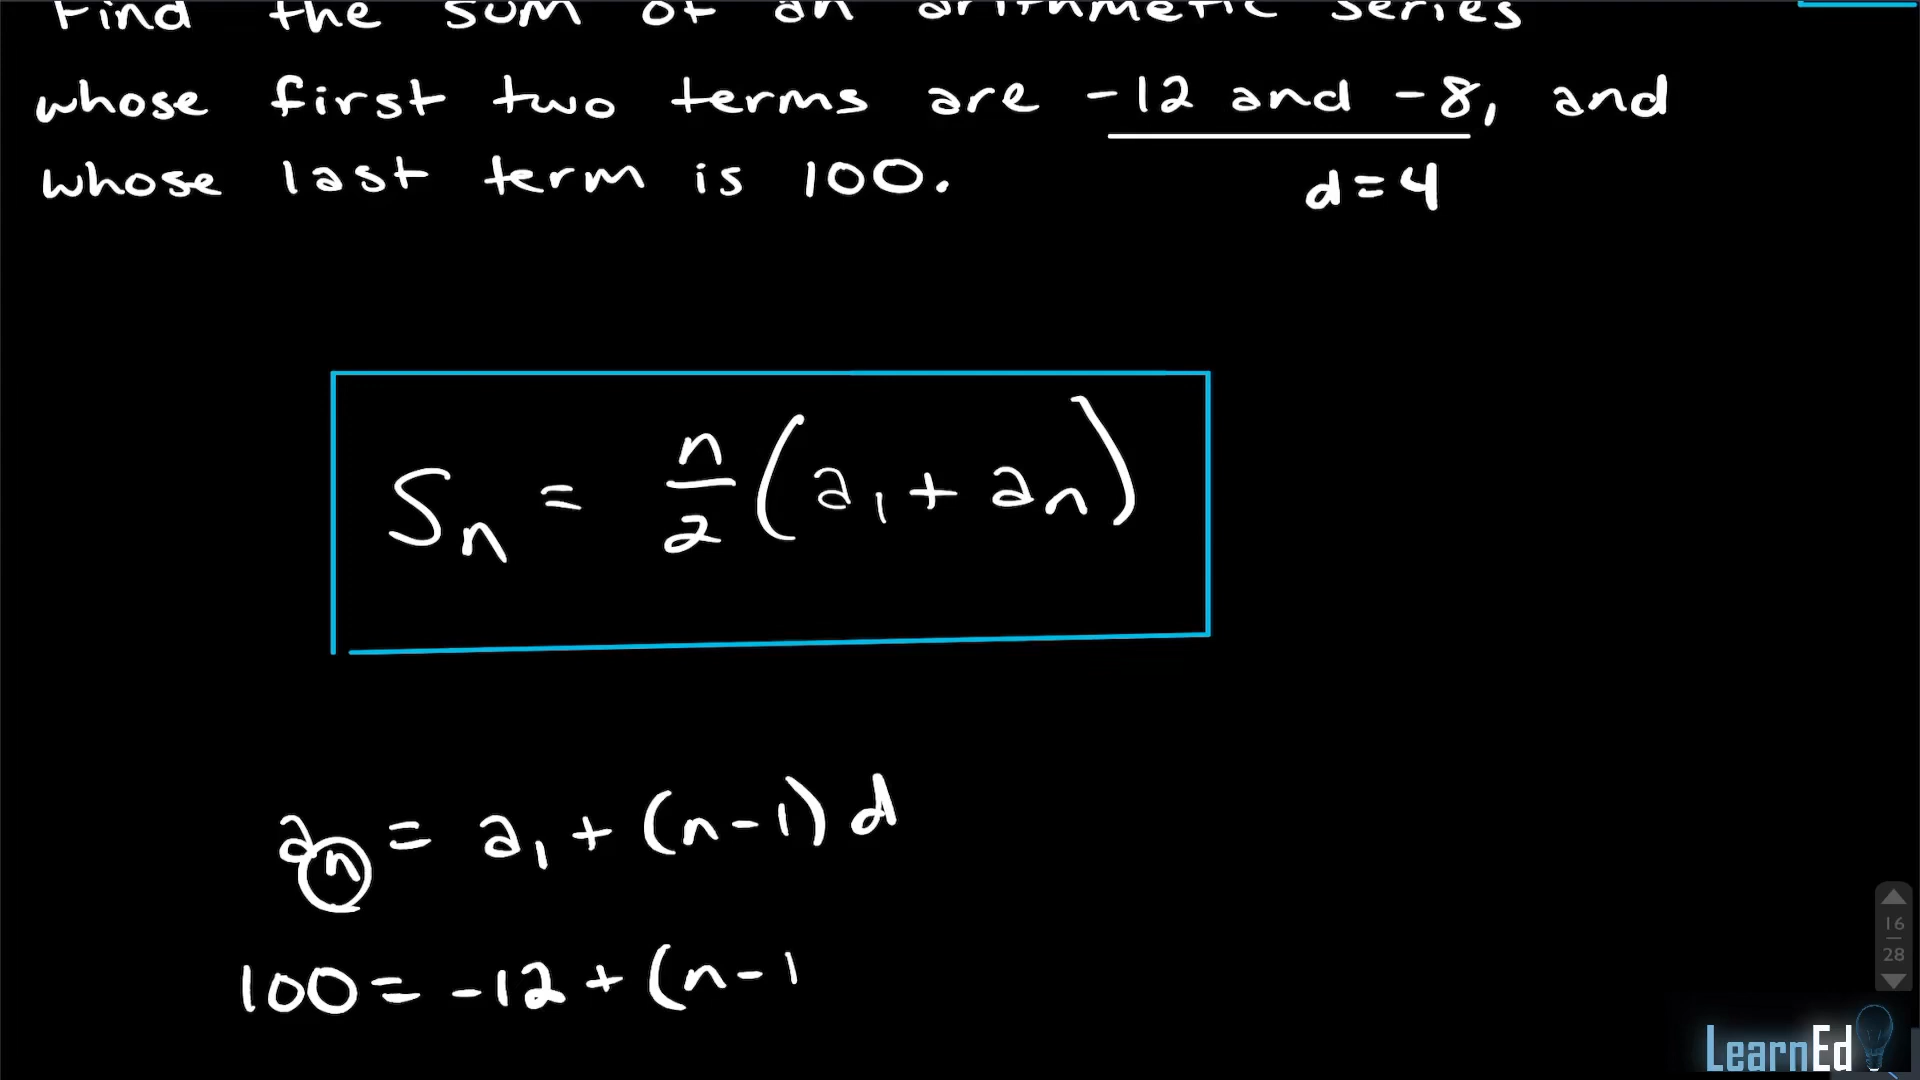 Find the sum of an arithmetic series
whose first two terms are -12 and -8, and
whose last term is 100.
d=4
Sn = n/2 (a1 + an)
an = a1 + (n-1)d
100 = -12 + (n-1
16
28
LearnEd